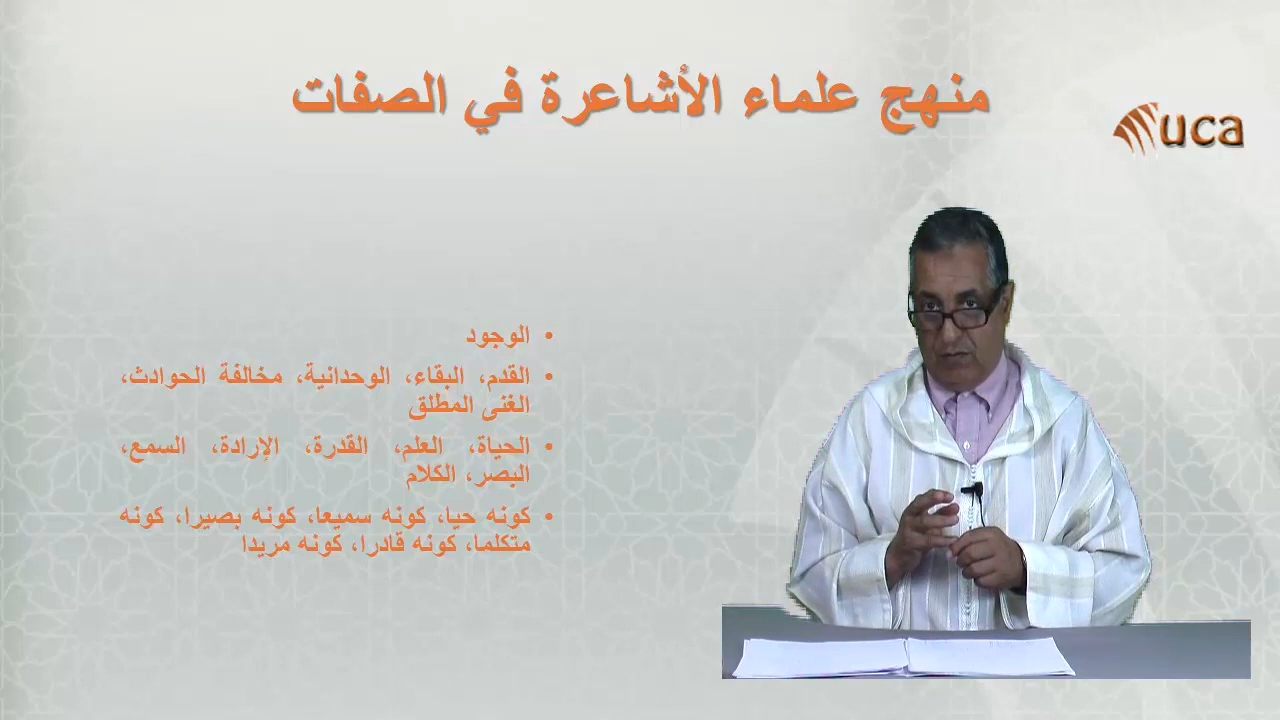 منهج علماء الأشاعرة في الصفات
uca
• الوجود
• القدم، البقاء، الوحدانية، مخالفة الحوادث،
الغنى المطلق
• الحياة، العلم، القدرة، الإرادة، السمع،
البصر، الكلام
• كونه حيا، كونه سميعا، كونه بصيرا، كونه
متكلما، كونه قادرا، كونه مريدا